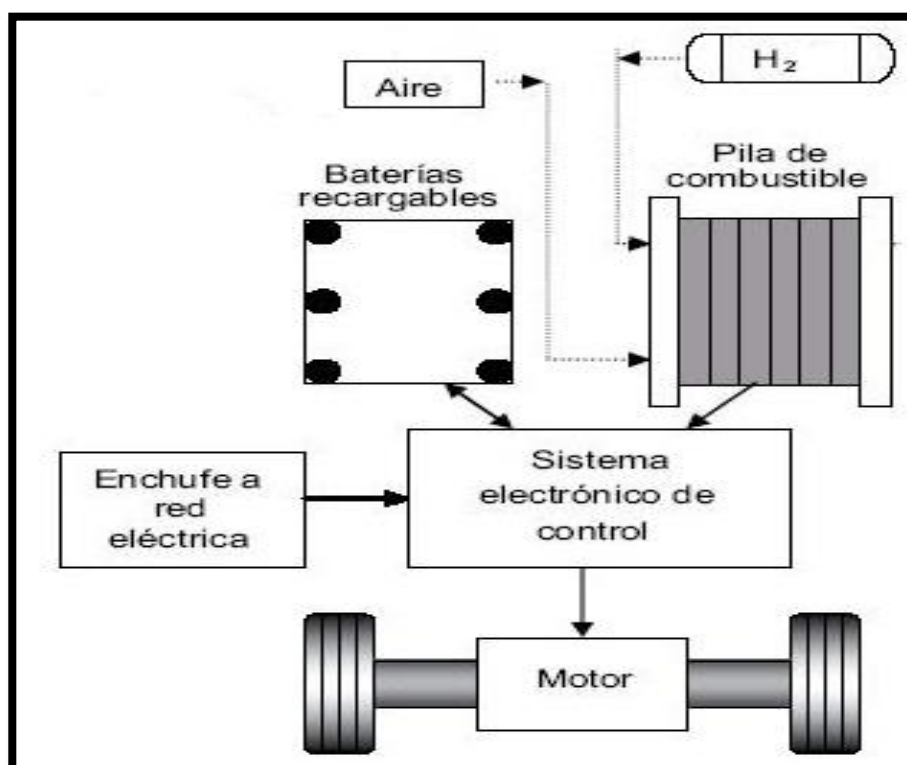 Aire
H₂
Pila de
combustible
Baterías
recargables
Enchufe a
red
eléctrica
Sistema
electrónico de
control
Motor